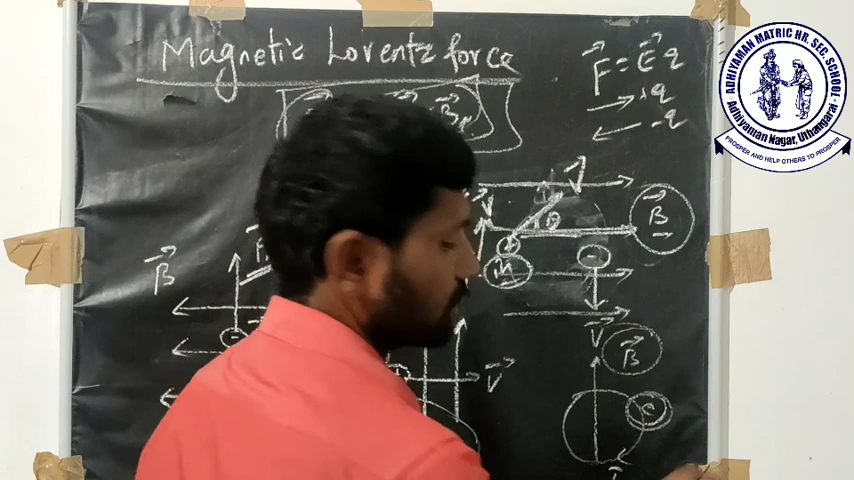 Magnetic Lorentz force
F = E q
+q
-q
B
V
V
B
θ
B
V
V
B
ADHIYAMAN MATRIC HR. SEC. SCHOOL
Adhiyaman Nagar, Uthangarai
PROSPER AND HELP OTHERS TO PROSPER